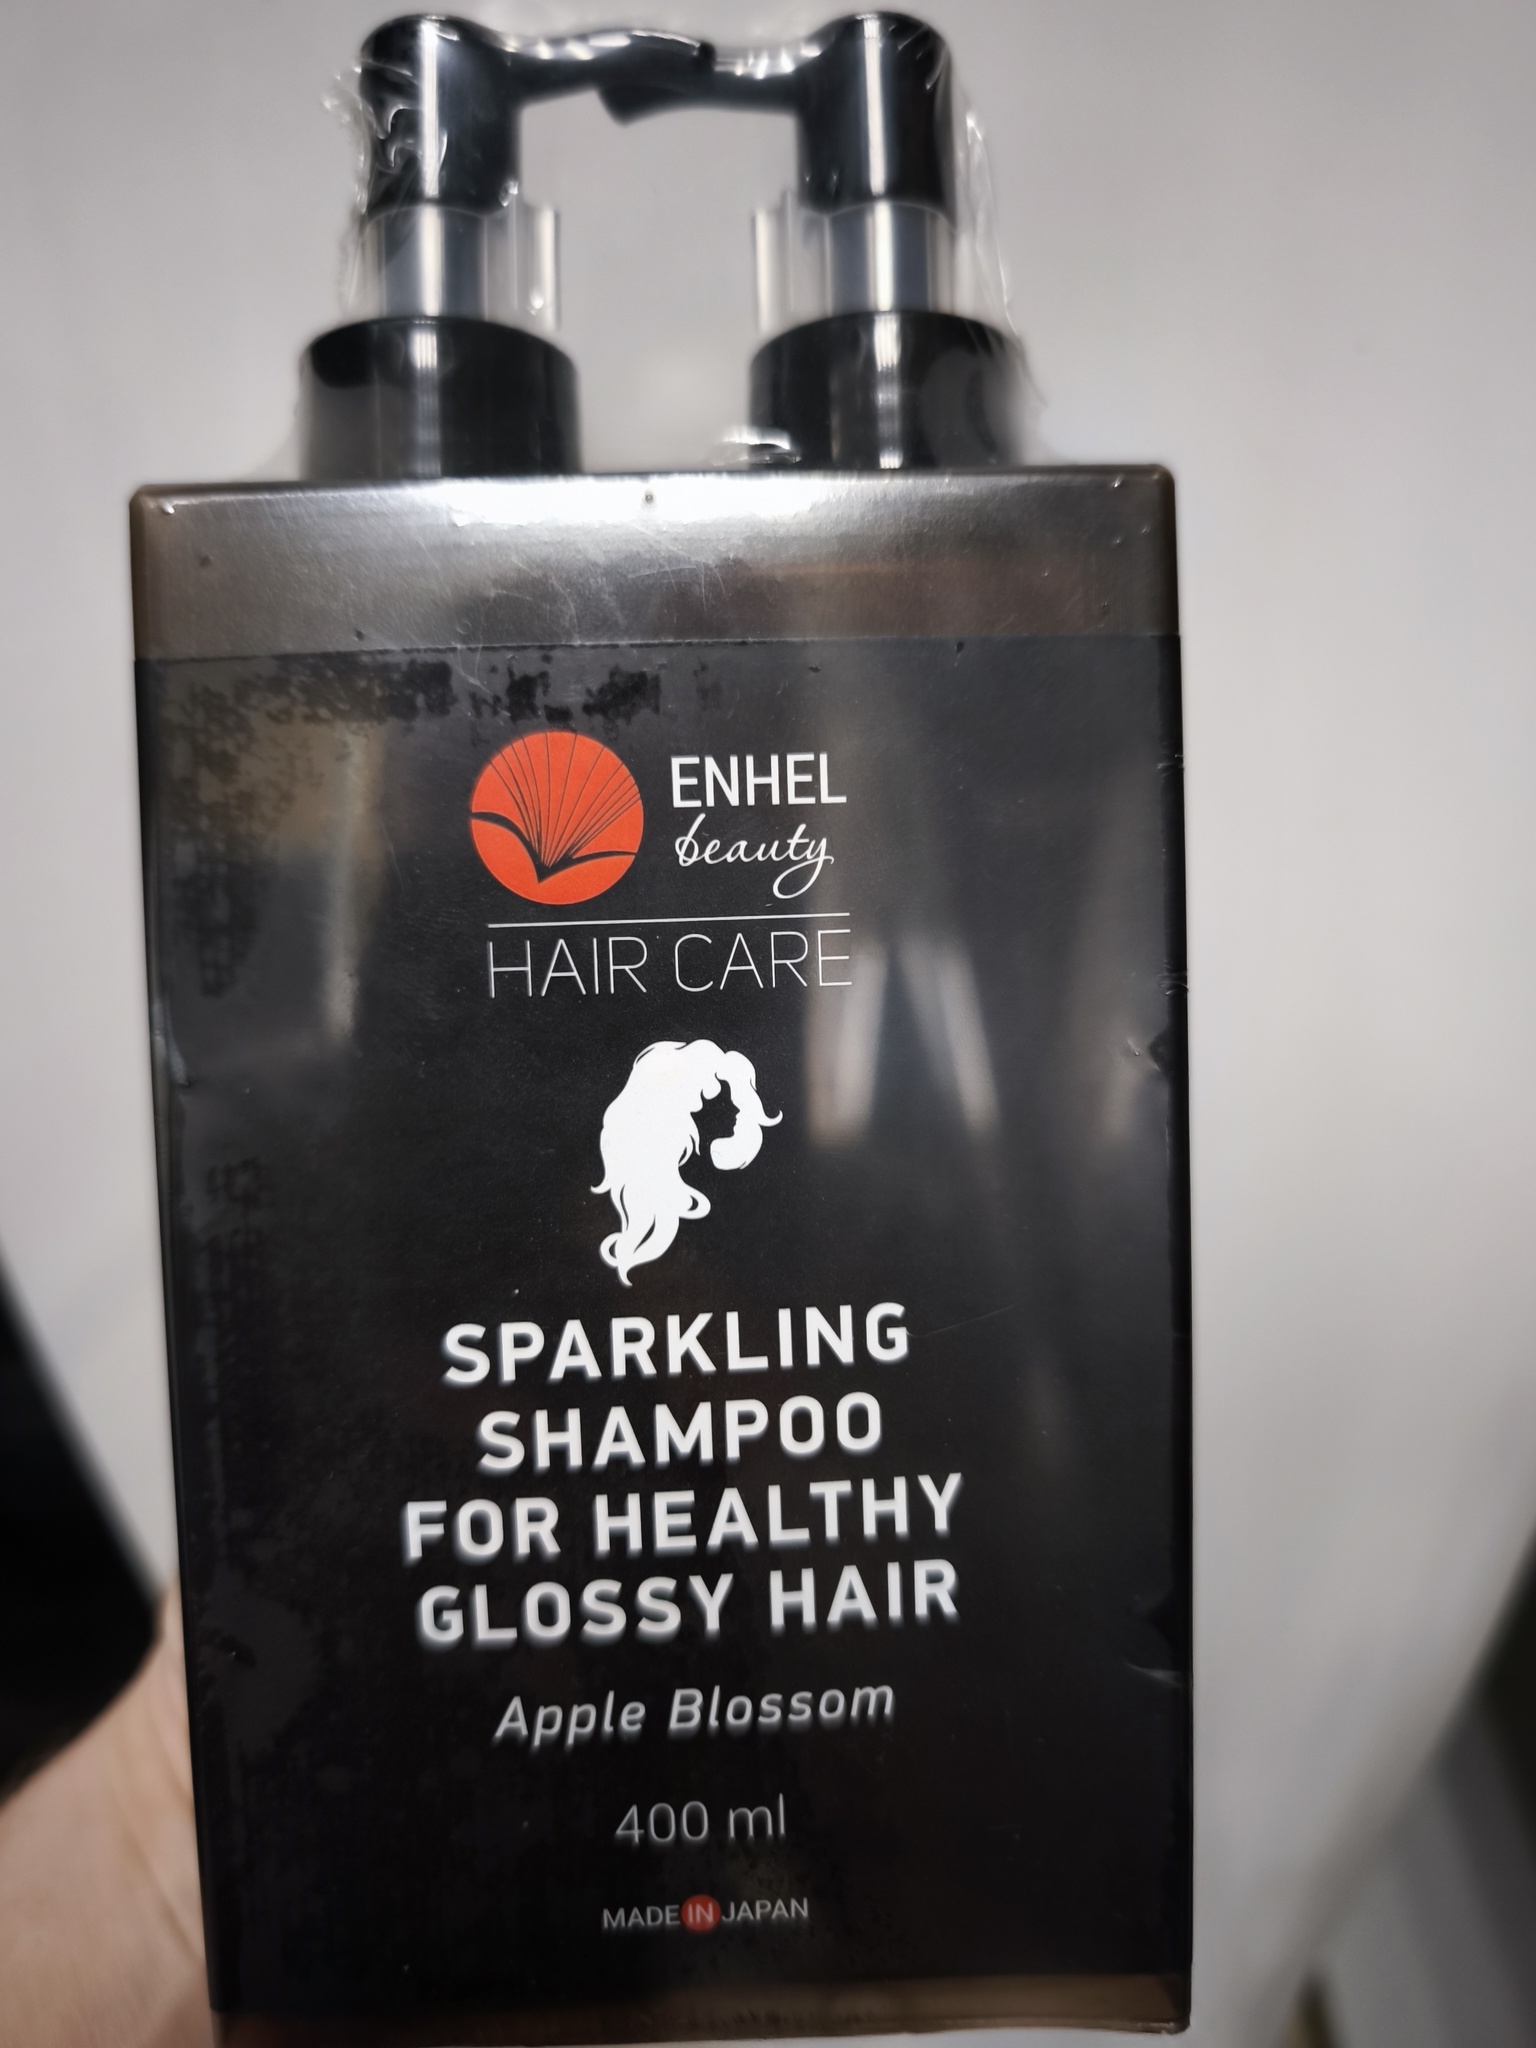 ENHEL
beauty
HAIR CARE
SPARKLING
SHAMPOO
FOR HEALTHY
GLOSSY HAIR
Apple Blossom
400 ml
MADE IN JAPAN